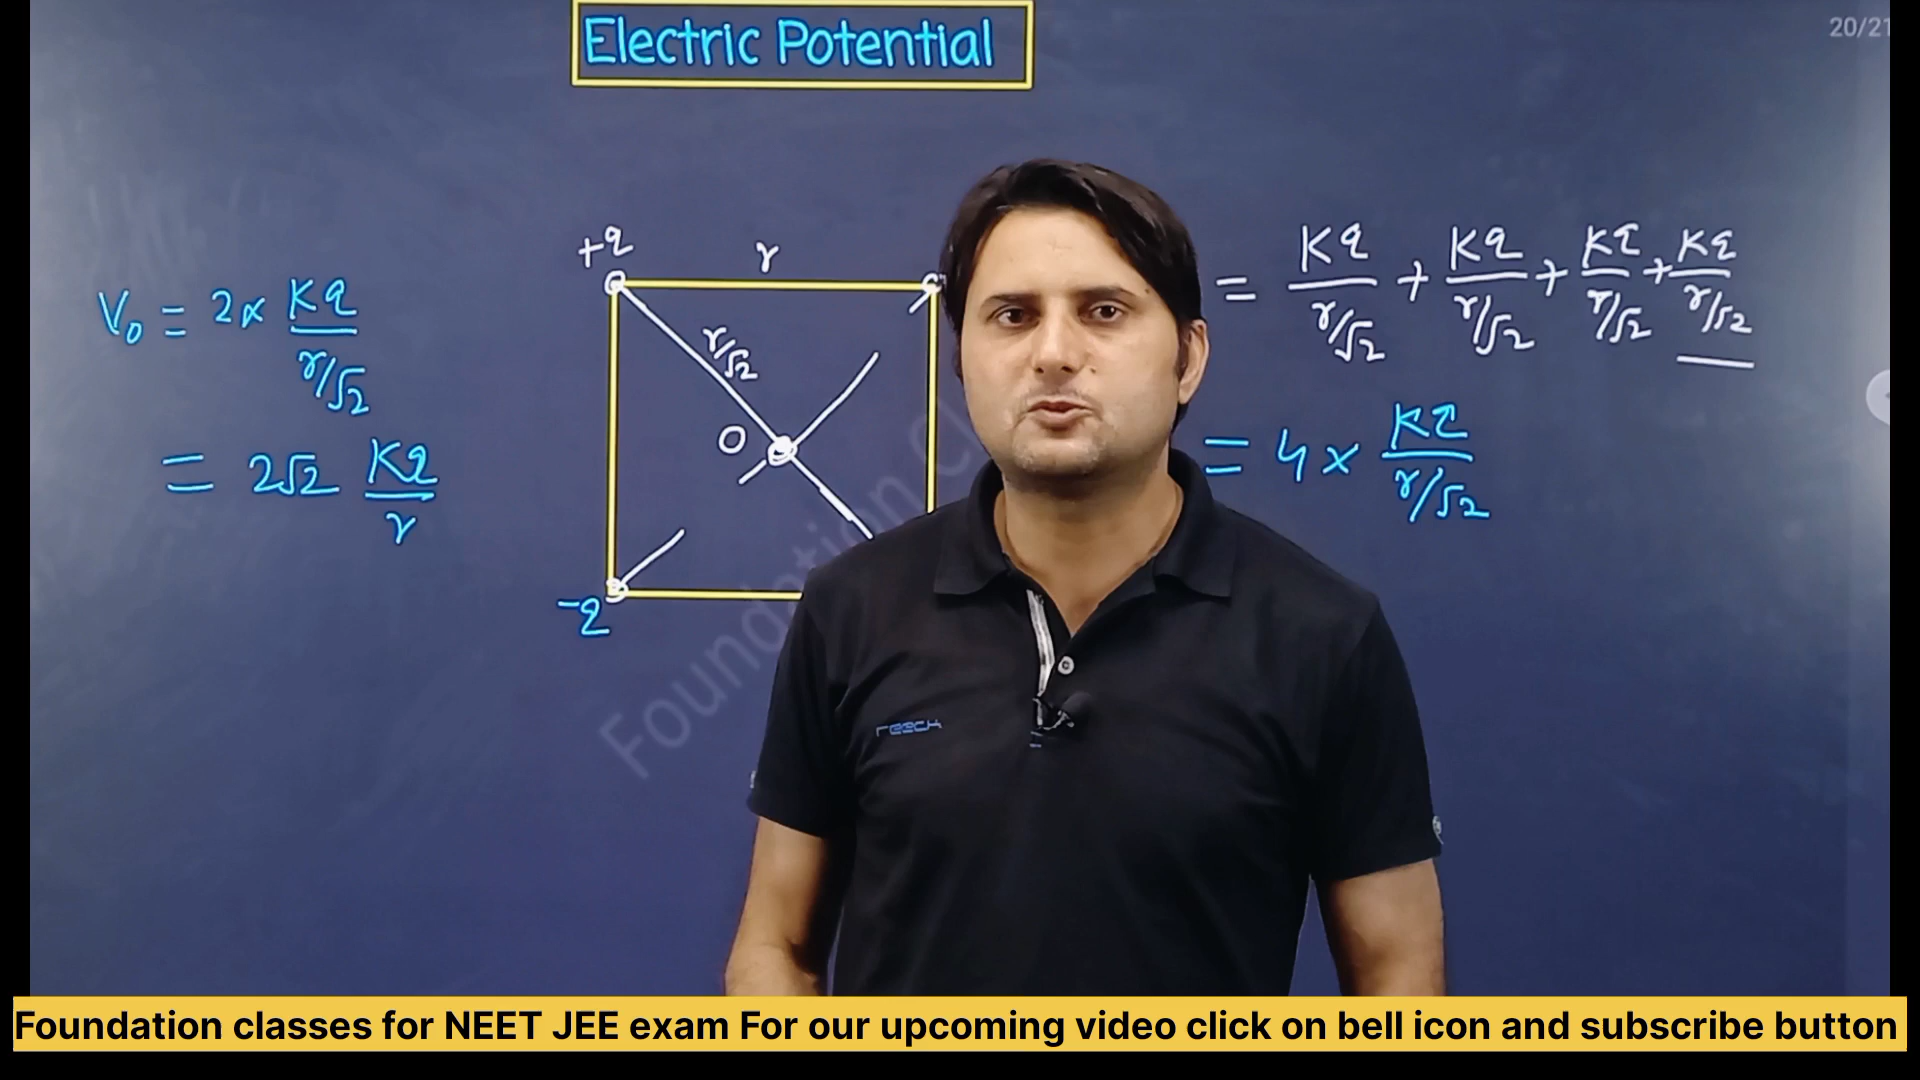 Electric Potential
20/21
+q
r
V₀ = 2 × Kq / r/√2
= 2√2 Kq / r
r/√2
O
-q
= Kq / r/√2 + Kq / r/√2 + Kq / r/√2 + Kq / r/√2
= 4 × Kq / r/√2
Foundation Cl
reeck
Foundation classes for NEET JEE exam For our upcoming video click on bell icon and subscribe button